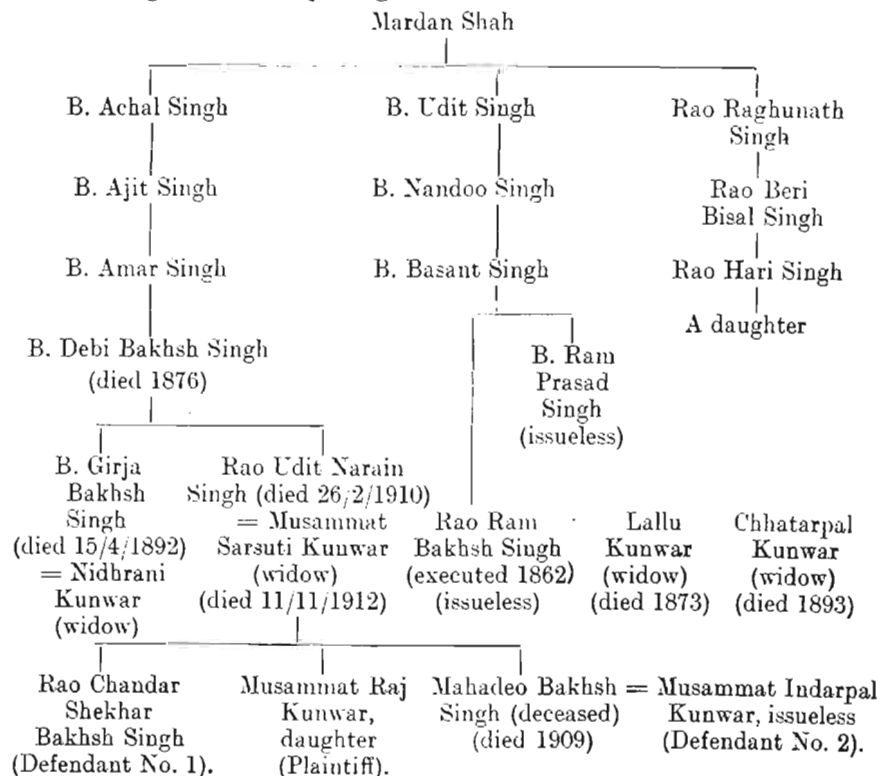 Mardan Shah
B. Achal Singh B. Udit Singh Rao Raghunath
Singh
B. Ajit Singh B. Nandoo Singh Rao Beri
Bisal Singh
B. Amar Singh B. Basant Singh Rao Hari Singh
A daughter
B. Debi Bakhsh Singh
(died 1876)
B. Ram
Prasad
Singh
(issueless)
B. Girja
Bakhsh
Singh
(died 15/4/1892)
= Nidhrani
Kunwar
(widow)
Rao Udit Narain
Singh (died 26/2/1910)
= Musammat
Sarsuti Kunwar
(widow)
(died 11/11/1912)
Rao Ram
Bakhsh Singh
(executed 1862)
(issueless)
Lallu
Kunwar
(widow)
(died 1873)
Chhatarpal
Kunwar
(widow)
(died 1893)
Rao Chandar
Shekhar
Bakhsh Singh
(Defendant No. 1).
Musammat Raj
Kunwar,
daughter
(Plaintiff).
Mahadeo Bakhsh = Musammat Indarpal
Singh (deceased) Kunwar, issueless
(died 1909). (Defendant No. 2).